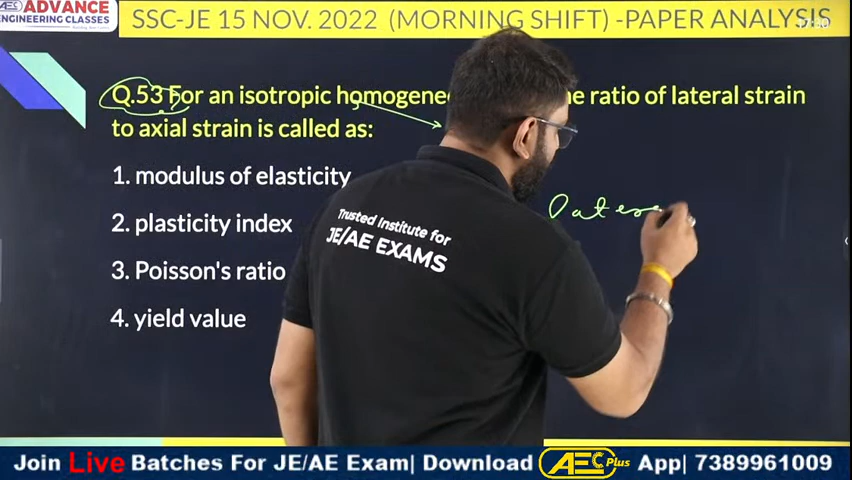 ADVANCE
ENGINEERING CLASSES
SSC-JE 15 NOV. 2022 (MORNING SHIFT) -PAPER ANALYSIS
Q.53 For an isotropic homogene ne ratio of lateral strain
to axial strain is called as:
1. modulus of elasticity
2. plasticity index
3. Poisson's ratio
4. yield value
Trusted Institute for
JE/AE EXAMS
Join Live Batches For JE/AE Exam| Download AEC Plus App| 7389961009